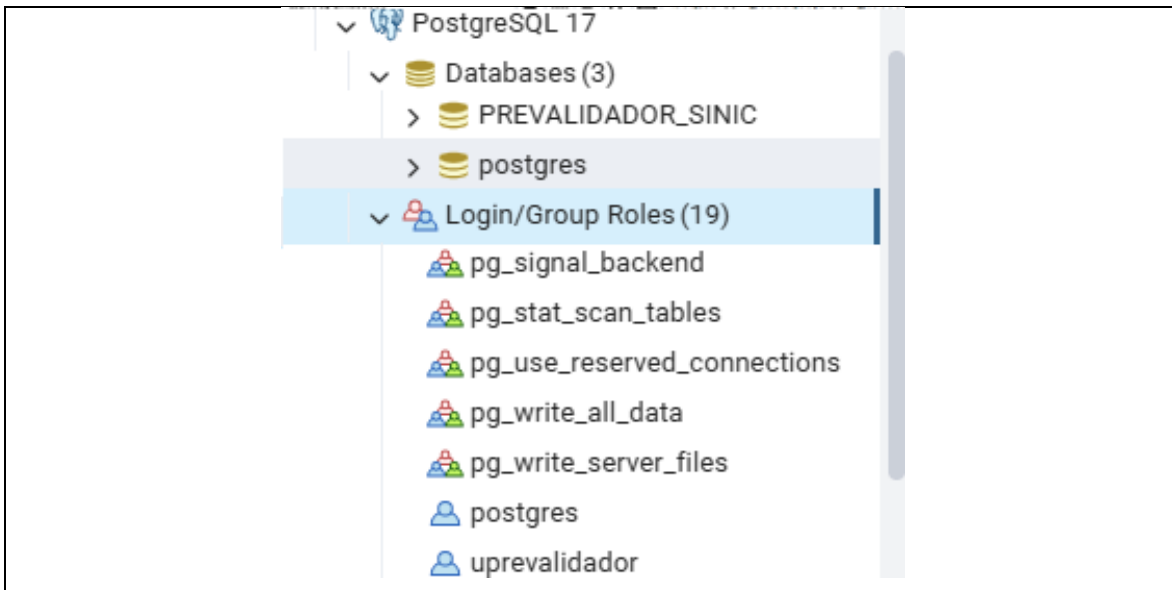 PostgreSQL 17
Databases (3)
PREVALIDADOR_SINIC
postgres
Login/Group Roles (19)
pg_signal_backend
pg_stat_scan_tables
pg_use_reserved_connections
pg_write_all_data
pg_write_server_files
postgres
uprevalidador